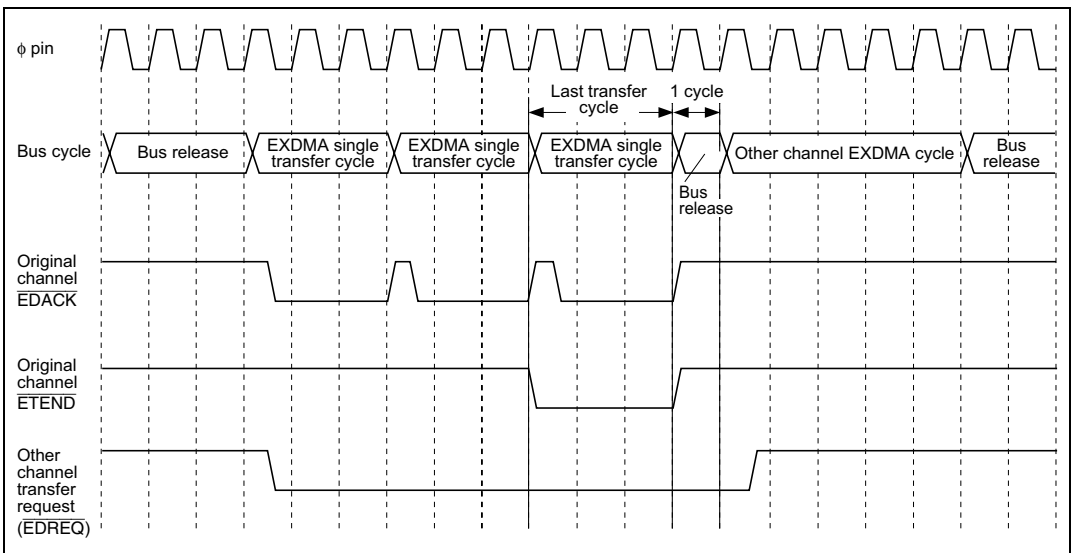 φ pin
Last transfer
cycle
1 cycle
Bus cycle
Bus release
EXDMA single
transfer cycle
EXDMA single
transfer cycle
EXDMA single
transfer cycle
Bus
release
Other channel EXDMA cycle
Bus
release
Original
channel
EDACK
Original
channel
ETEND
Other
channel
transfer
request
(EDREQ)